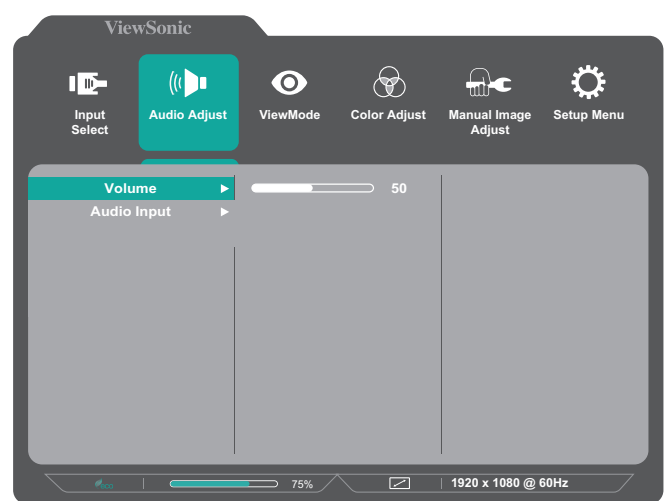 ViewSonic
Input
Select
Audio Adjust
ViewMode
Color Adjust
Manual Image
Adjust
Setup Menu
Volume
50
Audio Input
eco
75%
1920 x 1080 @ 60Hz